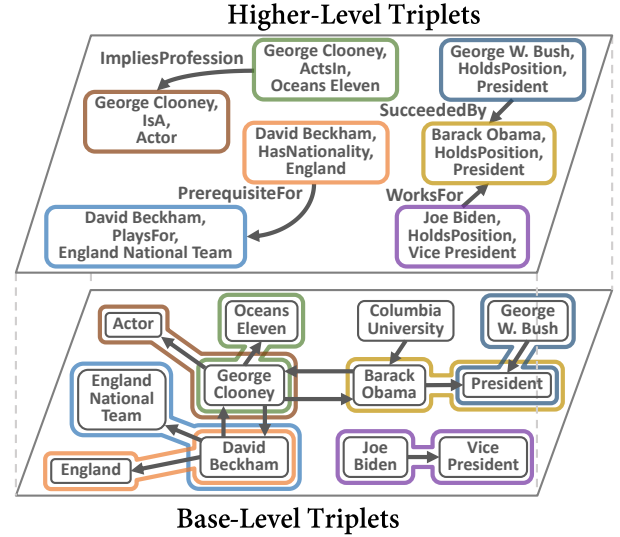 Higher-Level Triplets
ImpliesProfession
George Clooney,
ActsIn,
Oceans Eleven
George W. Bush,
HoldsPosition,
President
George Clooney,
IsA,
Actor
SucceededBy
David Beckham,
HasNationality,
England
Barack Obama,
HoldsPosition,
President
PrerequisiteFor
WorksFor
David Beckham,
PlaysFor,
England National Team
Joe Biden,
HoldsPosition,
Vice President
Actor
Oceans
Eleven
Columbia
University
George
W. Bush
England
National
Team
George
Clooney
Barack
Obama
President
England
David
Beckham
Joe
Biden
Vice
President
Base-Level Triplets